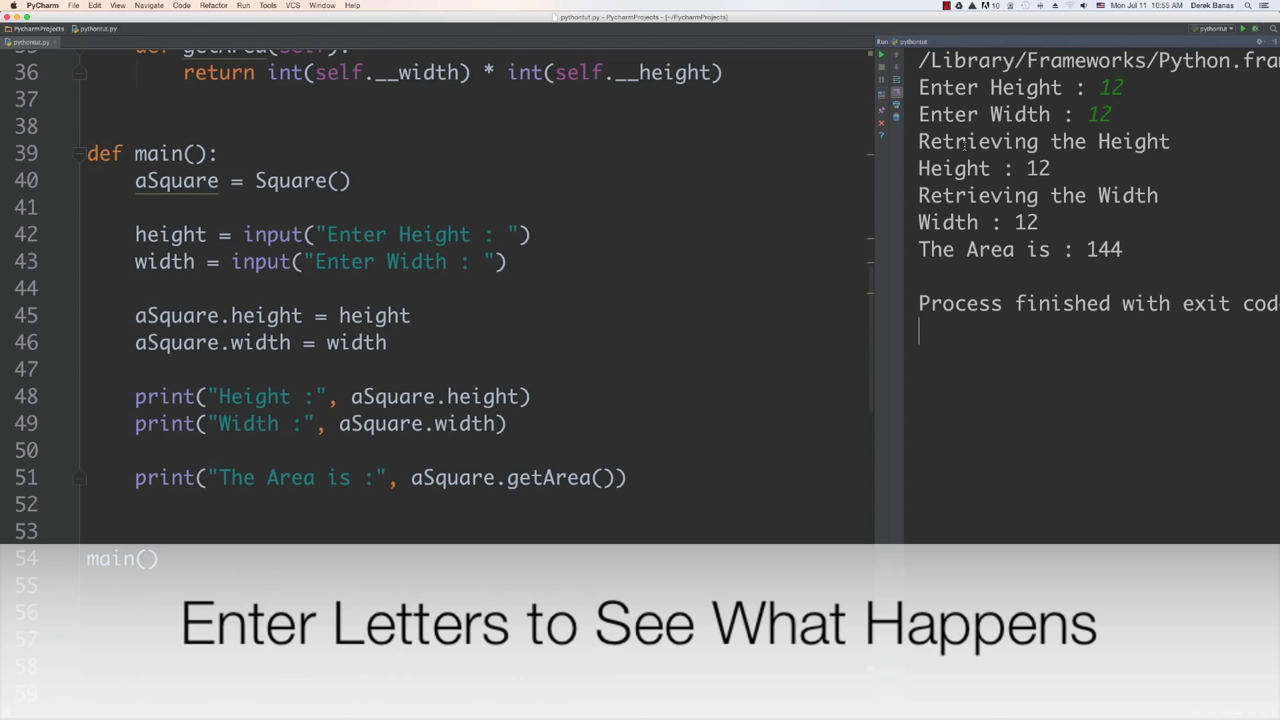 PyCharm File Edit View Navigate Code Refactor Run Tools VCS Window Help
10 Mon Jul 11 10:55 AM Derek Banas
pythontut.py - PycharmProjects - [~/PycharmProjects]
PycharmProjects pythontut.py
pythontut
pythontut.py
Run pythontut
35 def getArea(self):
36 return int(self.__width) * int(self.__height)
37
38
39 def main():
40 aSquare = Square()
41
42 height = input("Enter Height : ")
43 width = input("Enter Width : ")
44
45 aSquare.height = height
46 aSquare.width = width
47
48 print("Height :", aSquare.height)
49 print("Width :", aSquare.width)
50
51 print("The Area is :", aSquare.getArea())
52
53
54 main()
55
56
57
58
59
/Library/Frameworks/Python.fra
Enter Height : 12
Enter Width : 12
Retrieving the Height
Height : 12
Retrieving the Width
Width : 12
The Area is : 144
Process finished with exit cod
Enter Letters to See What Happens